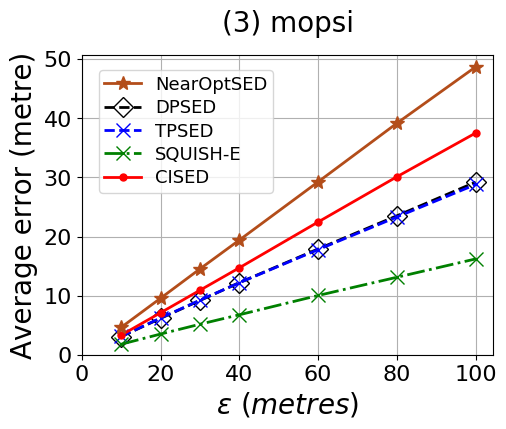 (3) mopsi
Average error (metre)
50
40
30
20
10
0
NearOptSED
DPSED
TPSED
SQUISH-E
CISED
0 20 40 60 80 100
ε (metres)